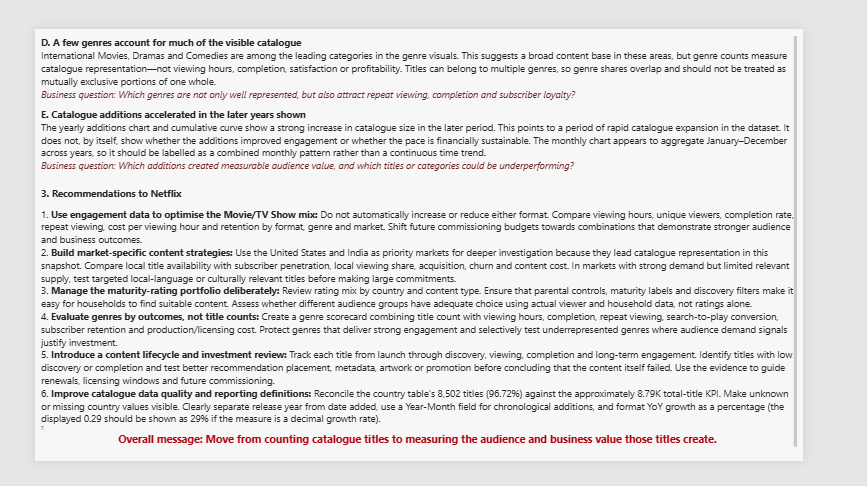 D. A few genres account for much of the visible catalogue
International Movies, Dramas and Comedies are among the leading categories in the genre visuals. This suggests a broad content base in these areas, but genre counts measure
catalogue representation—not viewing hours, completion, satisfaction or profitability. Titles can belong to multiple genres, so genre shares overlap and should not be treated as
mutually exclusive portions of one whole.
Business question: Which genres are not only well represented, but also attract repeat viewing, completion and subscriber loyalty?
E. Catalogue additions accelerated in the later years shown
The yearly additions chart and cumulative curve show a strong increase in catalogue size in the later period. This points to a period of rapid catalogue expansion in the dataset. It
does not, by itself, show whether the additions improved engagement or whether the pace is financially sustainable. The monthly chart appears to aggregate January–December
across years, so it should be labelled as a combined monthly pattern rather than a continuous time trend.
Business question: Which additions created measurable audience value, and which titles or categories could be underperforming?
3. Recommendations to Netflix
1. Use engagement data to optimise the Movie/TV Show mix: Do not automatically increase or reduce either format. Compare viewing hours, unique viewers, completion rate,
repeat viewing, cost per viewing hour and retention by format, genre and market. Shift future commissioning budgets towards combinations that demonstrate stronger audience
and business outcomes.
2. Build market-specific content strategies: Use the United States and India as priority markets for deeper investigation because they lead catalogue representation in this
snapshot. Compare local title availability with subscriber penetration, local viewing share, acquisition, churn and content cost. In markets with strong demand but limited relevant
supply, test targeted local-language or culturally relevant titles before making large commitments.
3. Manage the maturity-rating portfolio deliberately: Review rating mix by country and content type. Ensure that parental controls, maturity labels and discovery filters make it
easy for households to find suitable content. Assess whether different audience groups have adequate choice using actual viewer and household data, not ratings alone.
4. Evaluate genres by outcomes, not title counts: Create a genre scorecard combining title count with viewing hours, completion, repeat viewing, search-to-play conversion,
subscriber retention and production/licensing cost. Protect genres that deliver strong engagement and selectively test underrepresented genres where audience demand signals
justify investment.
5. Introduce a content lifecycle and investment review: Track each title from launch through discovery, viewing, completion and long-term engagement. Identify titles with low
discovery or completion and test better recommendation placement, metadata, artwork or promotion before concluding that the content itself failed. Use the evidence to guide
renewals, licensing windows and future commissioning.
6. Improve catalogue data quality and reporting definitions: Reconcile the country table's 8,502 titles (96.72%) against the approximately 8.79K total-title KPI. Make unknown
or missing country values visible. Clearly separate release year from date added, use a Year-Month field for chronological additions, and format YoY growth as a percentage (the
displayed 0.29 should be shown as 29% if the measure is a decimal growth rate).
Overall message: Move from counting catalogue titles to measuring the audience and business value those titles create.